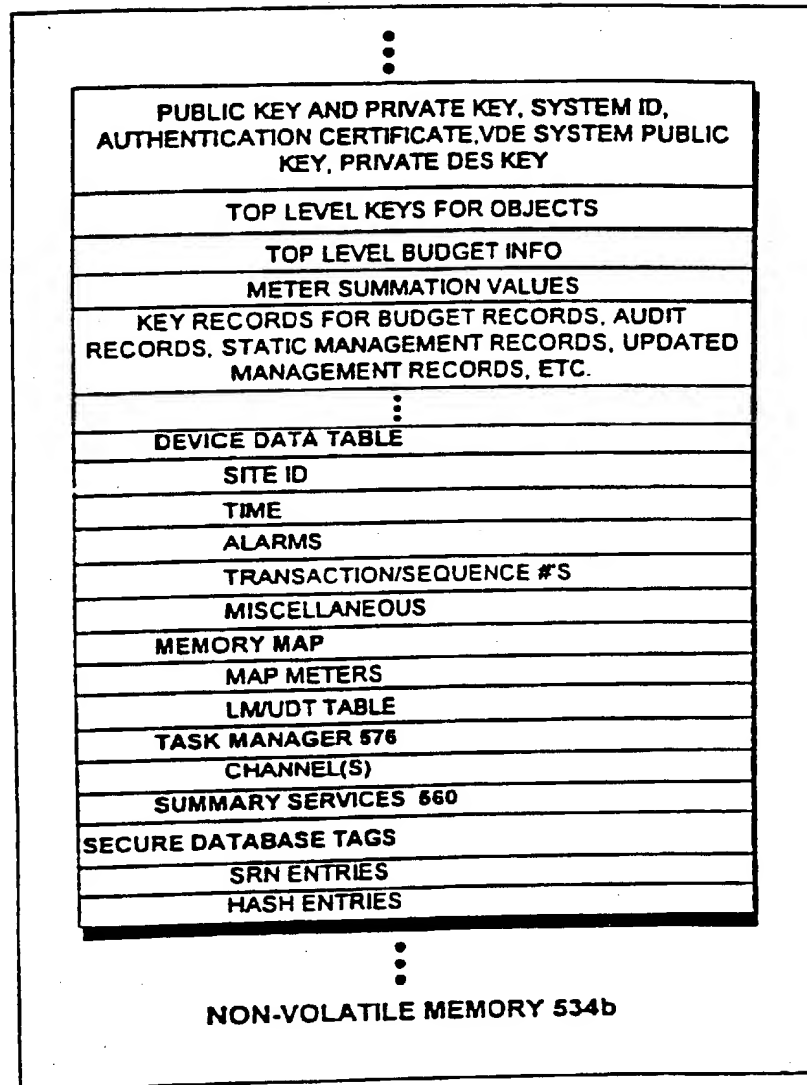 PUBLIC KEY AND PRIVATE KEY, SYSTEM ID,
AUTHENTICATION CERTIFICATE,VDE SYSTEM PUBLIC
KEY, PRIVATE DES KEY
TOP LEVEL KEYS FOR OBJECTS
TOP LEVEL BUDGET INFO
METER SUMMATION VALUES
KEY RECORDS FOR BUDGET RECORDS, AUDIT
RECORDS, STATIC MANAGEMENT RECORDS, UPDATED
MANAGEMENT RECORDS, ETC.
DEVICE DATA TABLE
SITE ID
TIME
ALARMS
TRANSACTION/SEQUENCE #'S
MISCELLANEOUS
MEMORY MAP
MAP METERS
LM/UDT TABLE
TASK MANAGER 576
CHANNEL(S)
SUMMARY SERVICES 560
SECURE DATABASE TAGS
SRN ENTRIES
HASH ENTRIES
NON-VOLATILE MEMORY 534b